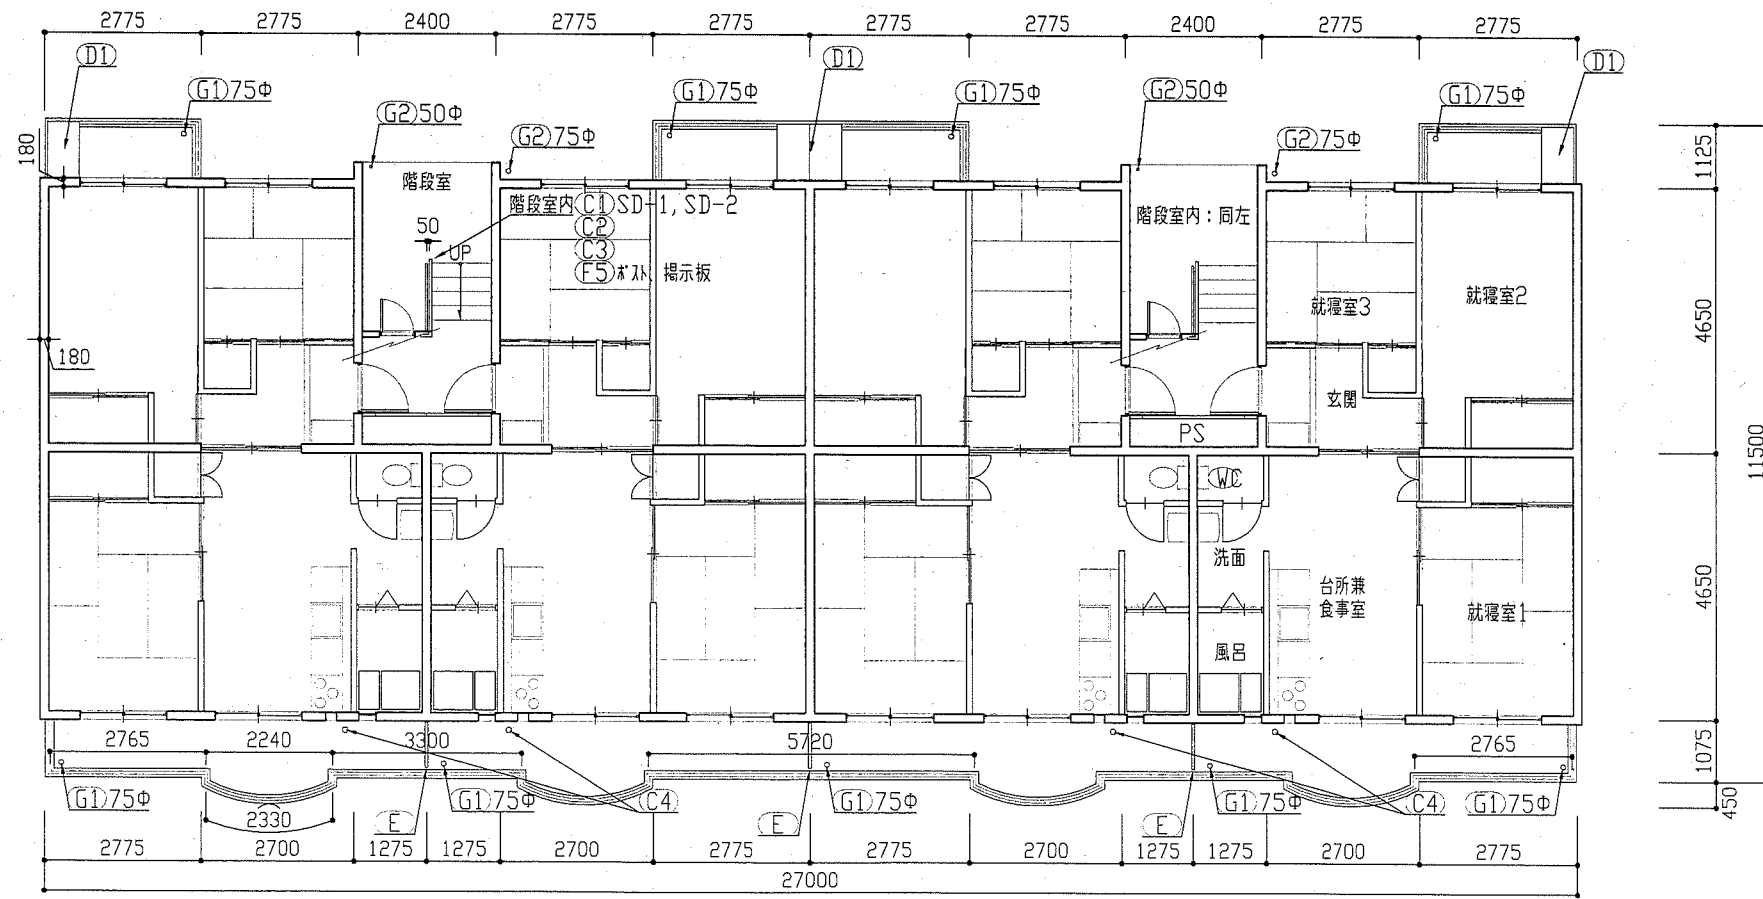 2775 2775 2400 2775 2775 2775 2775 2400 2775 2775
D1 D1 D1
G1 75Φ G1 75Φ G1 75Φ G2 50Φ G1 75Φ
G2 50Φ
G2 75Φ G2 75Φ
180
1125
階段室
階段室内 C1 SD-1, SD-2
階段室内:同左
50
C2
UP
C3
F5 ポスト、掲示板
就寝室3
就寝室2
4650
180
玄関
PS
11500
WC
洗面
台所兼
食事室
4650
就寝室1
風呂
2765 2240 3300 5720 2765
1075
G1 75Φ G1 75Φ C4 G1 75Φ G1 75Φ C4 G1 75Φ
450
2330
E E E
2775 2700 1275 1275 2700 2775 2775 2700 1275 1275 2700 2775
27000